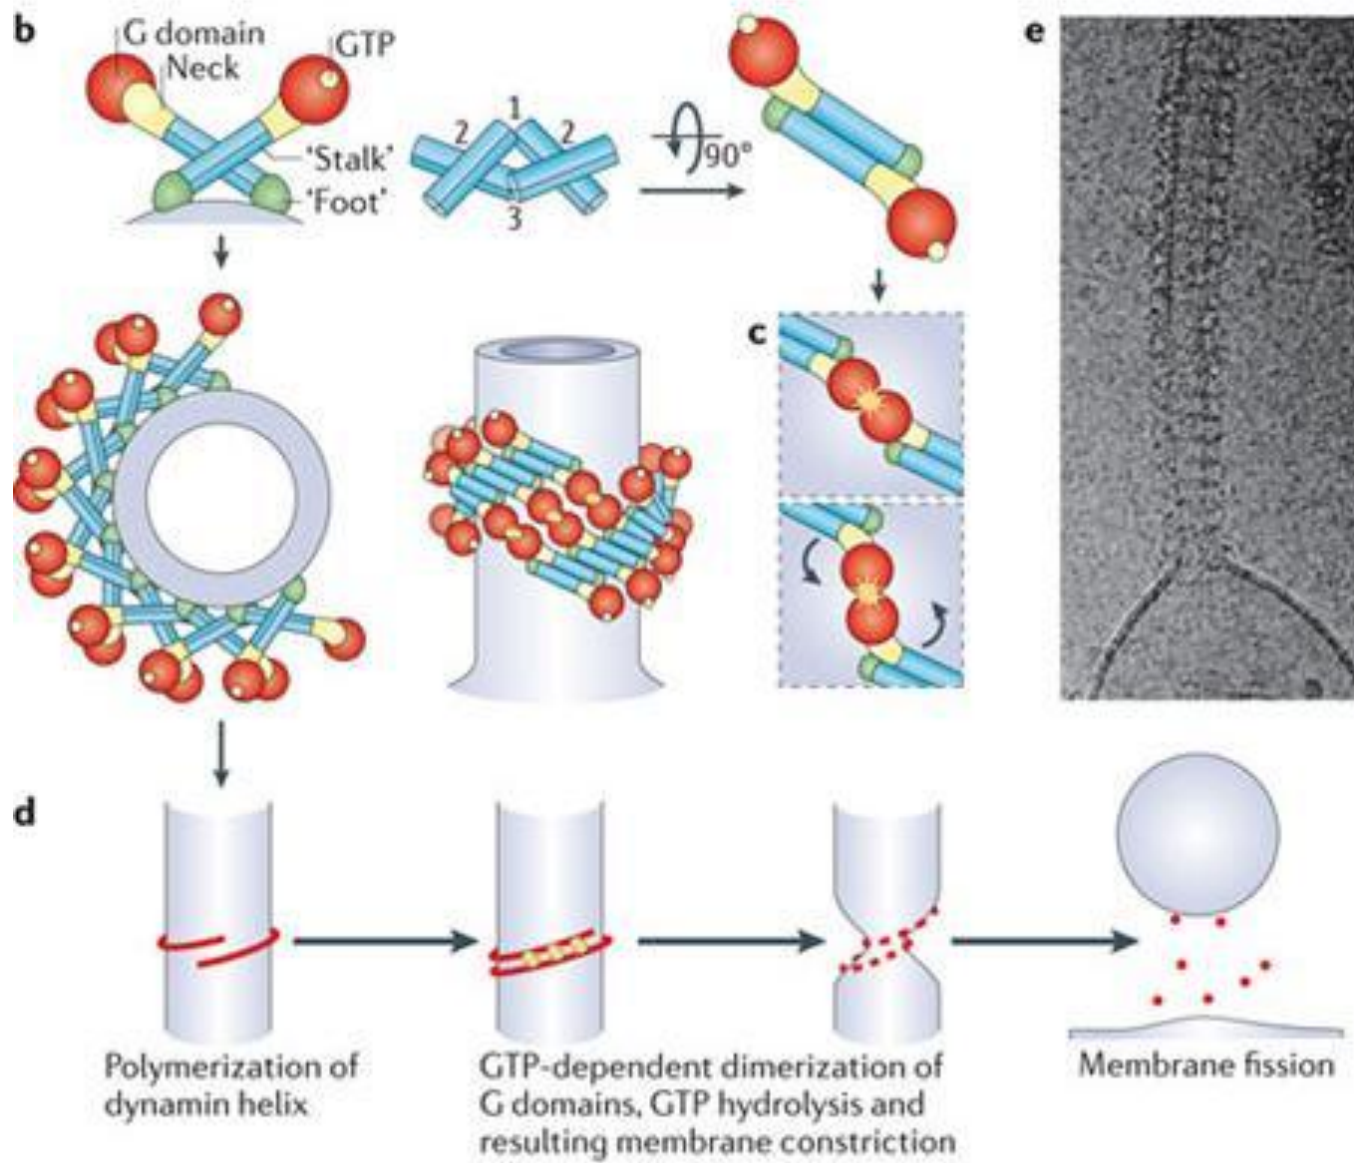 b
G domain
Neck
GTP
'Stalk'
'Foot'
1
2
2
3
90°
e
c
d
Polymerization of
dynamin helix
GTP-dependent dimerization of
G domains, GTP hydrolysis and
resulting membrane constriction
Membrane fission